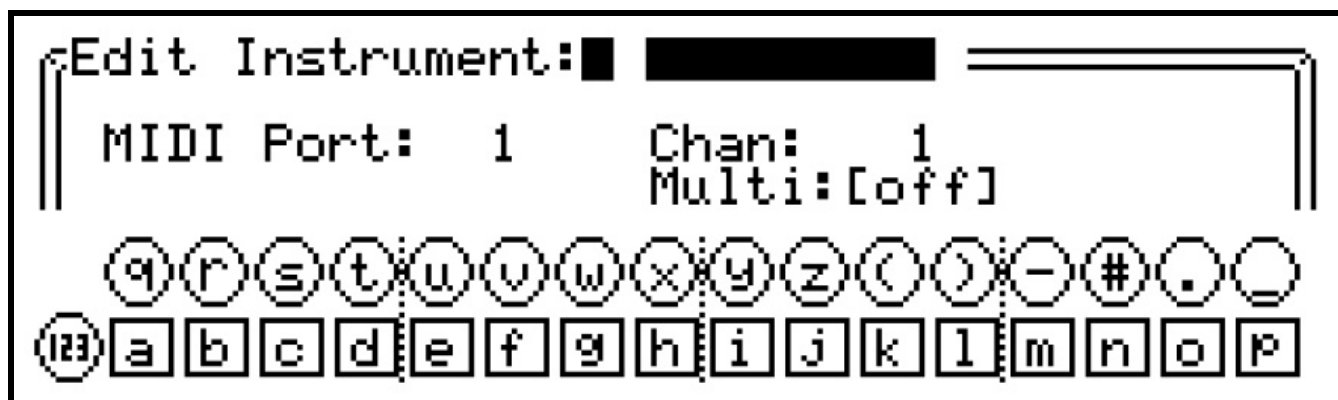 Edit Instrument:
MIDI Port: 1 Chan: 1
Multi:[off]
q r s t u v w x y z ( ) - # . _
123 a b c d e f g h i j k l m n o p